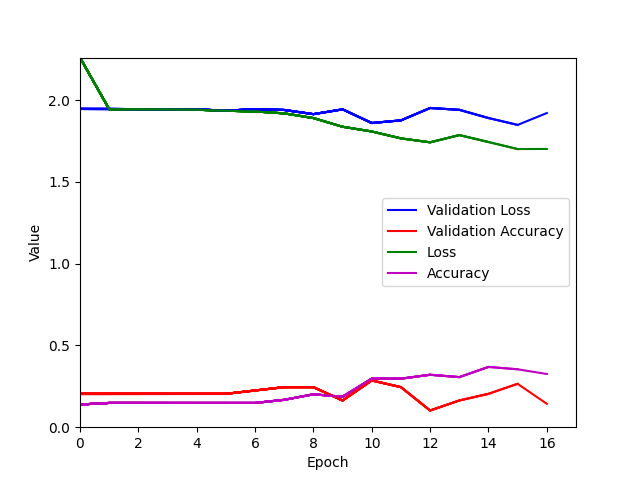 2.0
1.5
1.0
0.5
0.0
Value
Validation Loss
Validation Accuracy
Loss
Accuracy
0 2 4 6 8 10 12 14 16
Epoch